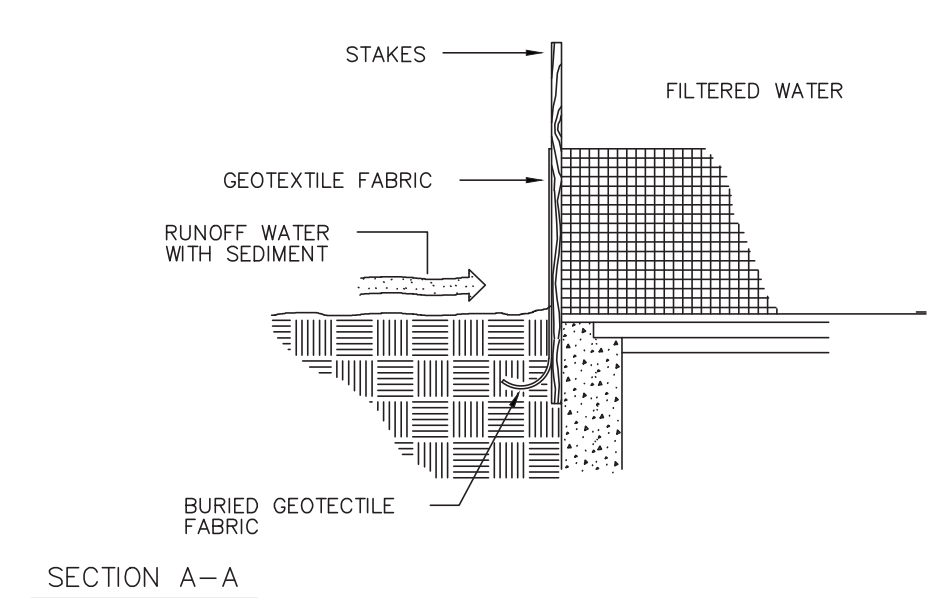 STAKES
FILTERED WATER
GEOTEXTILE FABRIC
RUNOFF WATER
WITH SEDIMENT
BURIED GEOTECTILE
FABRIC
SECTION A-A